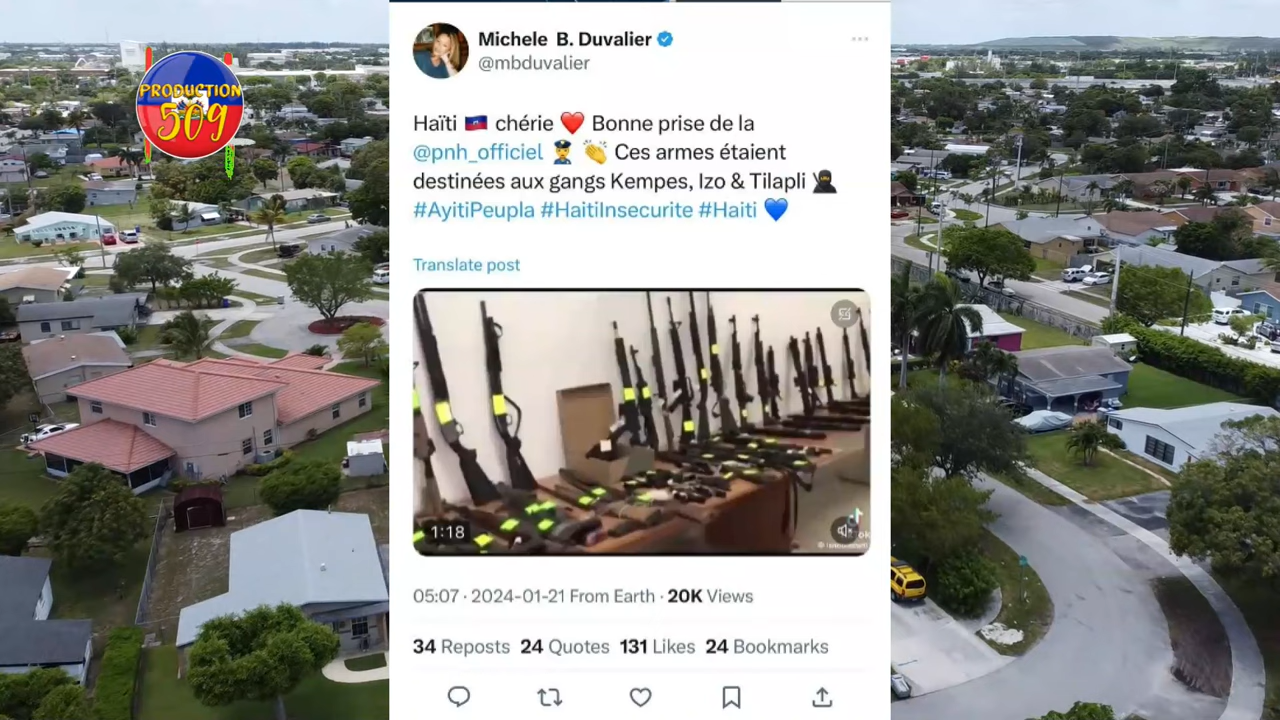 PRODUCTION
509
Michele B. Duvalier
@mbduvalier
Haïti 🇭🇹 chérie ❤️ Bonne prise de la
@pnh_officiel 👮 👏 Ces armes étaient
destinées aux gangs Kempes, Izo & Tilapli 🥷
#AyitiPeupla #HaitiInsecurite #Haiti 💙
Translate post
1:18
05:07 · 2024-01-21 From Earth · 20K Views
34 Reposts 24 Quotes 131 Likes 24 Bookmarks